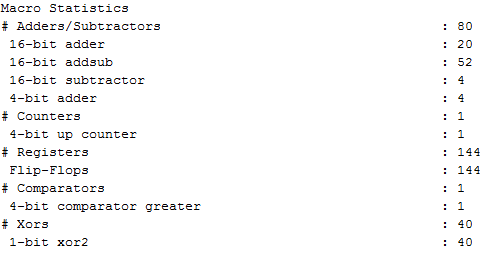 Macro Statistics
# Adders/Subtractors : 80
16-bit adder : 20
16-bit addsub : 52
16-bit subtractor : 4
4-bit adder : 4
# Counters : 1
4-bit up counter : 1
# Registers : 144
Flip-Flops : 144
# Comparators : 1
4-bit comparator greater : 1
# Xors : 40
1-bit xor2 : 40